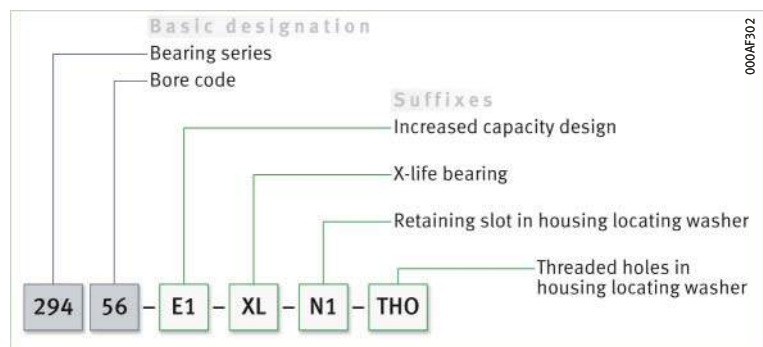 Basic designation
Bearing series
Bore code
Suffixes
Increased capacity design
X-life bearing
Retaining slot in housing locating washer
Threaded holes in
housing locating washer
294 56 – E1 – XL – N1 – THO
000AF302